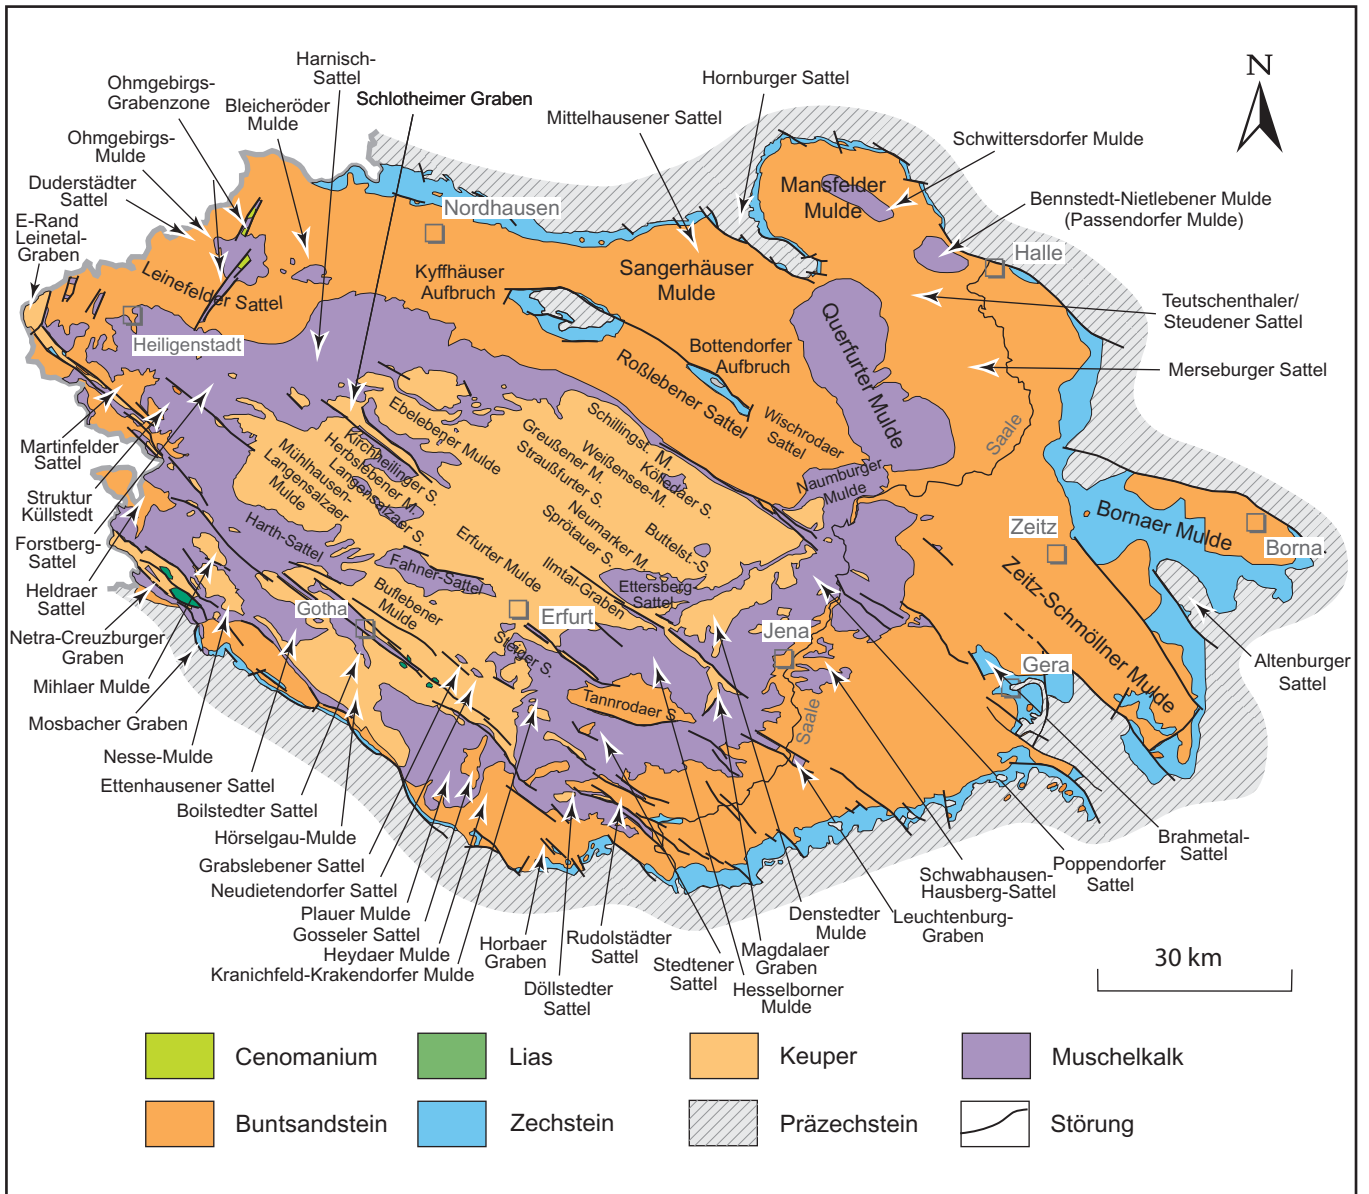 Harnisch-
Sattel
Ohmgebirgs-
Grabenzone
Bleicheröder
Mulde
Schlotheimer Graben
Hornburger Sattel
Mittelhausener Sattel
N
Ohmgebirgs-
Mulde
Duderstädter
Sattel
E-Rand
Leinetal-
Graben
Schwittersdorfer Mulde
Mansfelder
Mulde
Bennstedt-Nietlebener Mulde
(Passendorfer Mulde)
Nordhausen
Halle
Leinefelder Sattel
Kyffhäuser
Aufbruch
Sangerhäuser
Mulde
Teutschenthaler/
Steudener Sattel
Heiligenstadt
Querfurter Mulde
Bottendorfer
Aufbruch
Roßlebener Sattel
Merseburger Sattel
Wischrodaer
Sattel
Saale
Martinfelder
Sattel
Struktur
Küllstedt
Forstberg-
Sattel
Heldraer
Sattel
Netra-Creuzburger
Graben
Mihlaer Mulde
Mosbacher Graben
Nesse-Mulde
Ettenhausener Sattel
Boilstedter Sattel
Hörselgau-Mulde
Grabslebener Sattel
Neudietendorfer Sattel
Plauer Mulde
Gosseler Sattel
Heydaer Mulde
Kranichfeld-Krakendorfer Mulde
Ebelebener Mulde
Kirchheilinger S.
Herbslebener M.
Langensalzaer S.
Mühlhausen-
Langensalzaer
Mulde
Schillingst. M.
Greußener M.
Weißensee-M.
Kölledaer S.
Straußfurter S.
Neumarker M.
Sprötauer S.
Buttelst.-S.
Naumburger
Mulde
Harth-Sattel
Fahner-Sattel
Erfurter Mulde
Ilmtal-Graben
Ettersberg-
Sattel
Buflebener
Mulde
Gotha
Erfurt
Steiger S.
Tannrodaer S.
Jena
Saale
Zeitz
Zeitz-Schmöllner Mulde
Bornaer Mulde
Borna
Gera
Altenburger
Sattel
Brahmetal-
Sattel
Poppendorfer
Sattel
Schwabhausen-
Hausberg-Sattel
Leuchtenburg-
Graben
Denstedter
Mulde
Magdalaer
Graben
Hesselborner
Mulde
Stedtener
Sattel
Rudolstädter
Sattel
Döllstedter
Sattel
Horbaer
Graben
30 km
Cenomanium
Lias
Keuper
Muschelkalk
Buntsandstein
Zechstein
Präzechstein
Störung